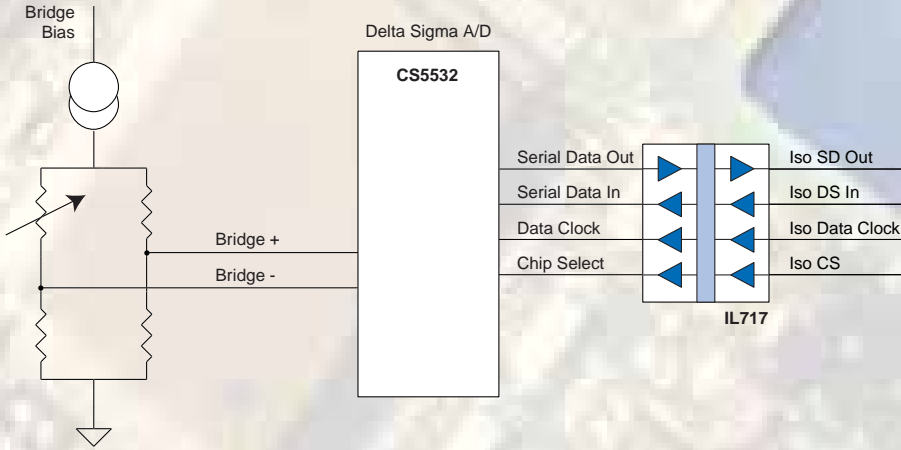 Bridge
Bias
Delta Sigma A/D
CS5532
Serial Data Out
Iso SD Out
Serial Data In
Iso DS In
Bridge +
Data Clock
Iso Data Clock
Bridge -
Chip Select
Iso CS
IL717